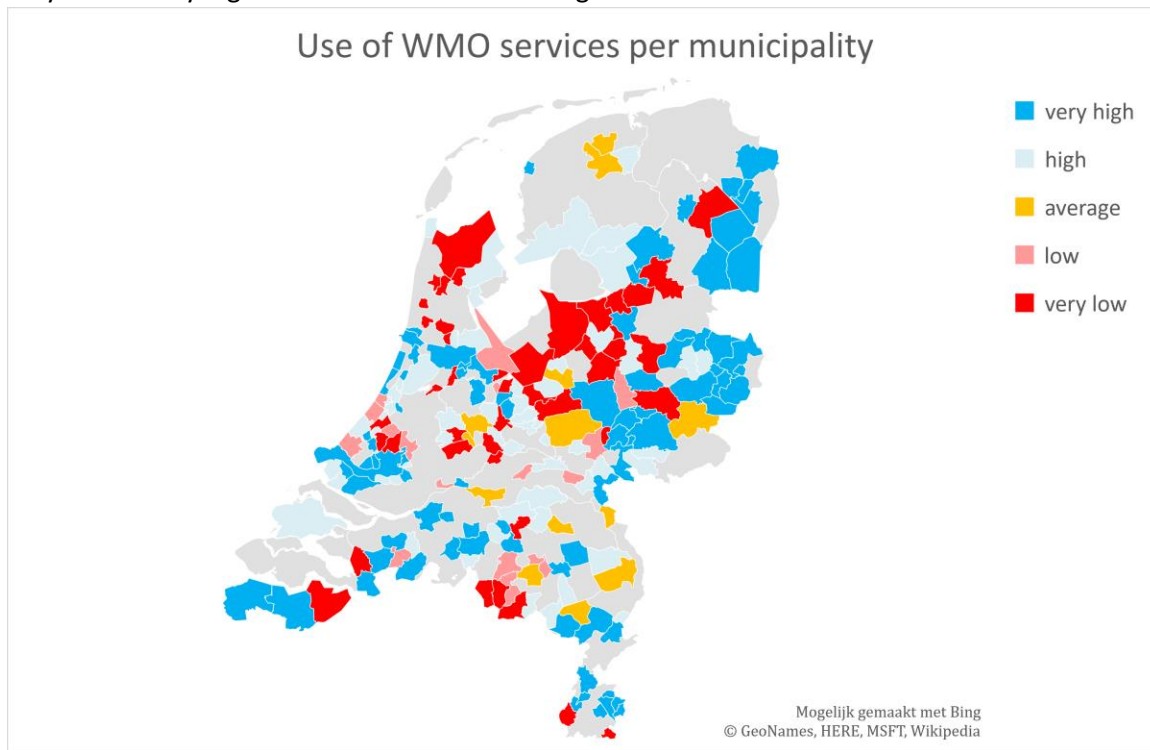 Use of WMO services per municipality
very high
high
average
low
very low
Mogelijk gemaakt met Bing
© GeoNames, HERE, MSFT, Wikipedia